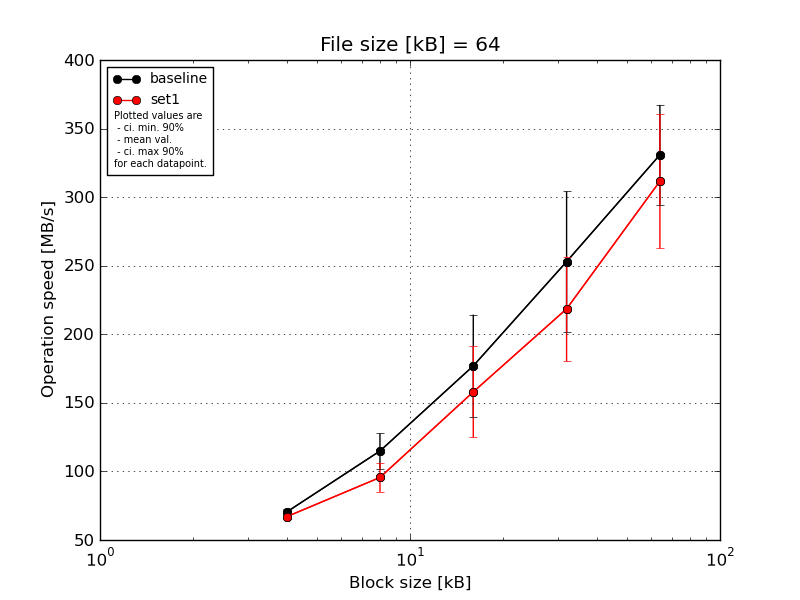 File size [kB] = 64
400
350
300
250
200
150
100
50
Operation speed [MB/s]
baseline
set1
Plotted values are
- ci. min. 90%
- mean val.
- ci. max 90%
for each datapoint.
10^0
10^1
10^2
Block size [kB]